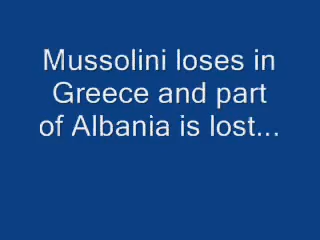 Mussolini loses in
Greece and part
of Albania is lost...